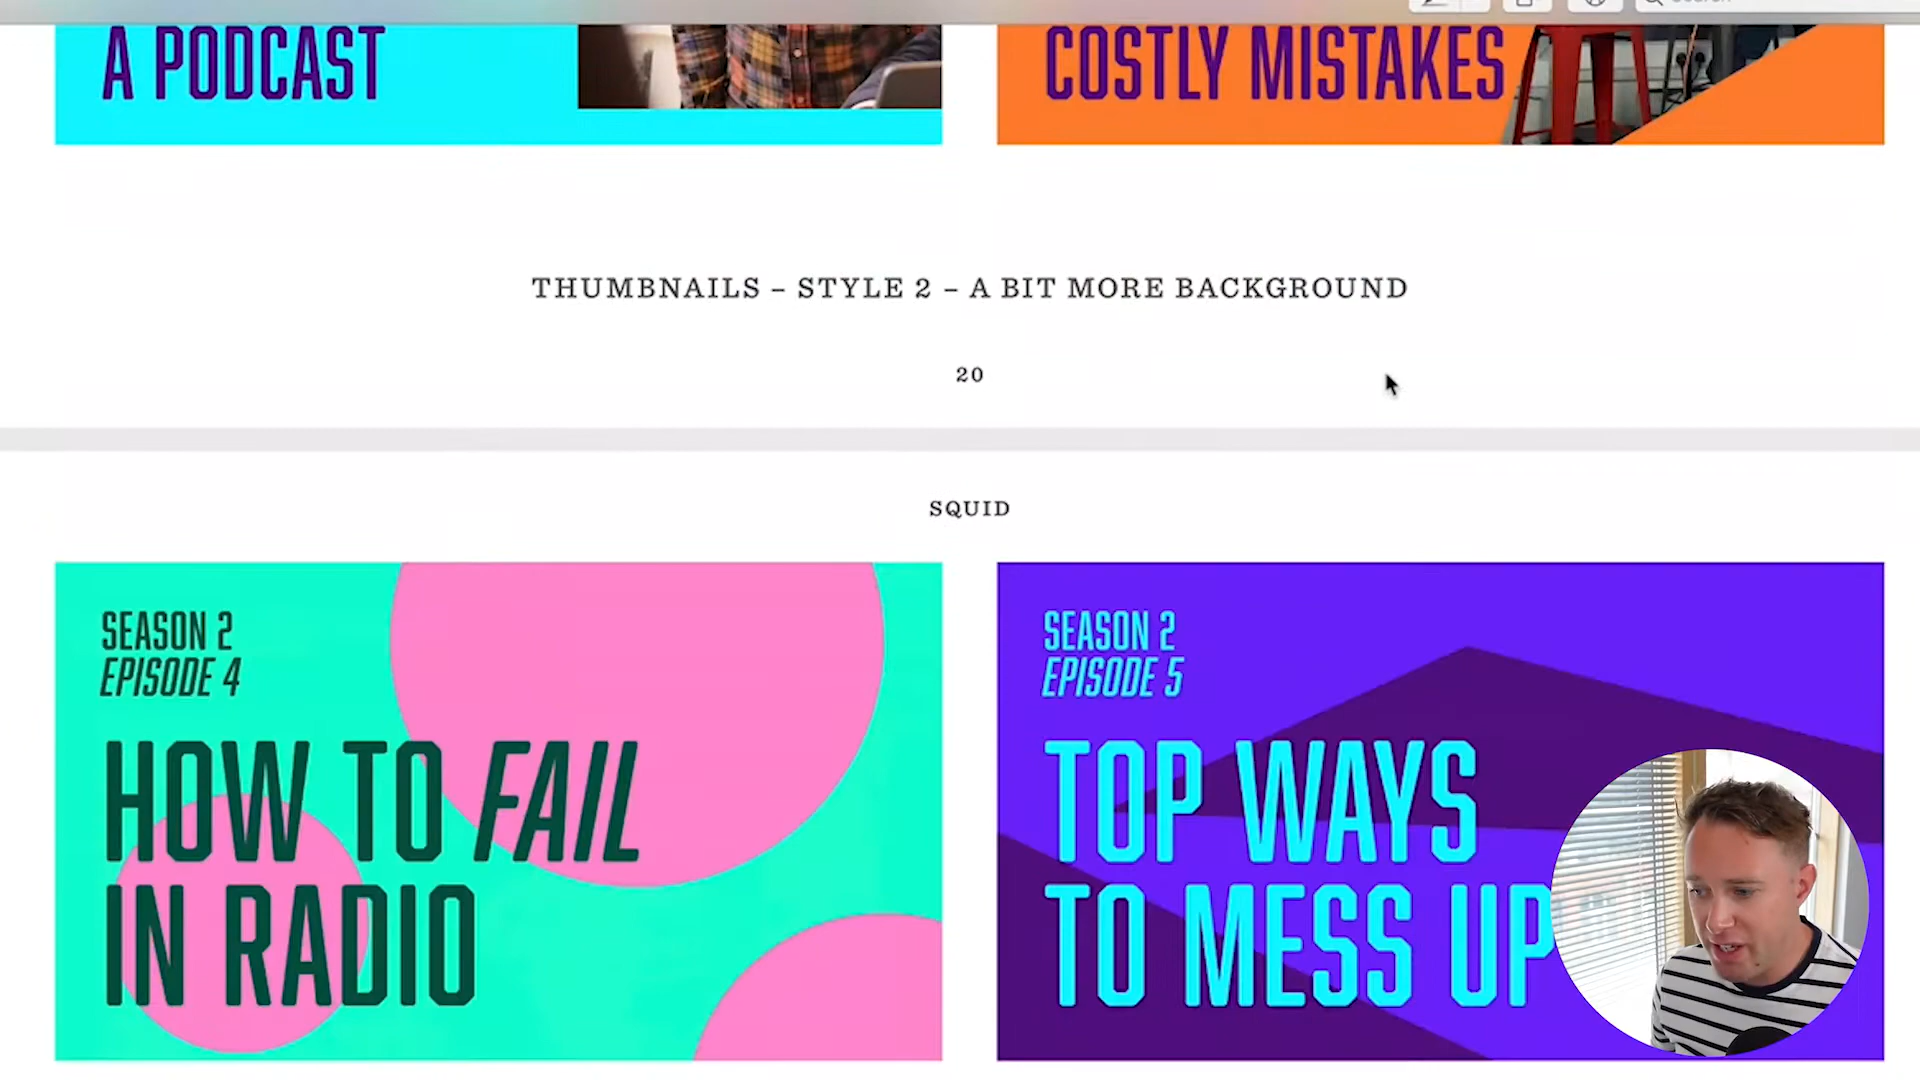 A PODCAST
COSTLY MISTAKES
THUMBNAILS – STYLE 2 – A BIT MORE BACKGROUND
20
SQUID
SEASON 2
EPISODE 4
HOW TO FAIL
IN RADIO
SEASON 2
EPISODE 5
TOP WAYS
TO MESS UP